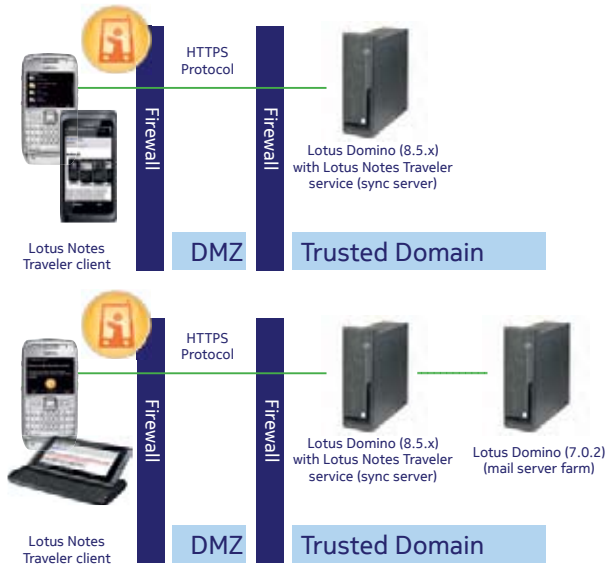 HTTPS
Protocol
Firewall
Firewall
Lotus Domino (8.5.x)
with Lotus Notes Traveler
service (sync server)
Lotus Notes
Traveler client
DMZ
Trusted Domain
HTTPS
Protocol
Firewall
Firewall
Lotus Domino (8.5.x)
with Lotus Notes Traveler
service (sync server)
Lotus Domino (7.0.2)
(mail server farm)
Lotus Notes
Traveler client
DMZ
Trusted Domain